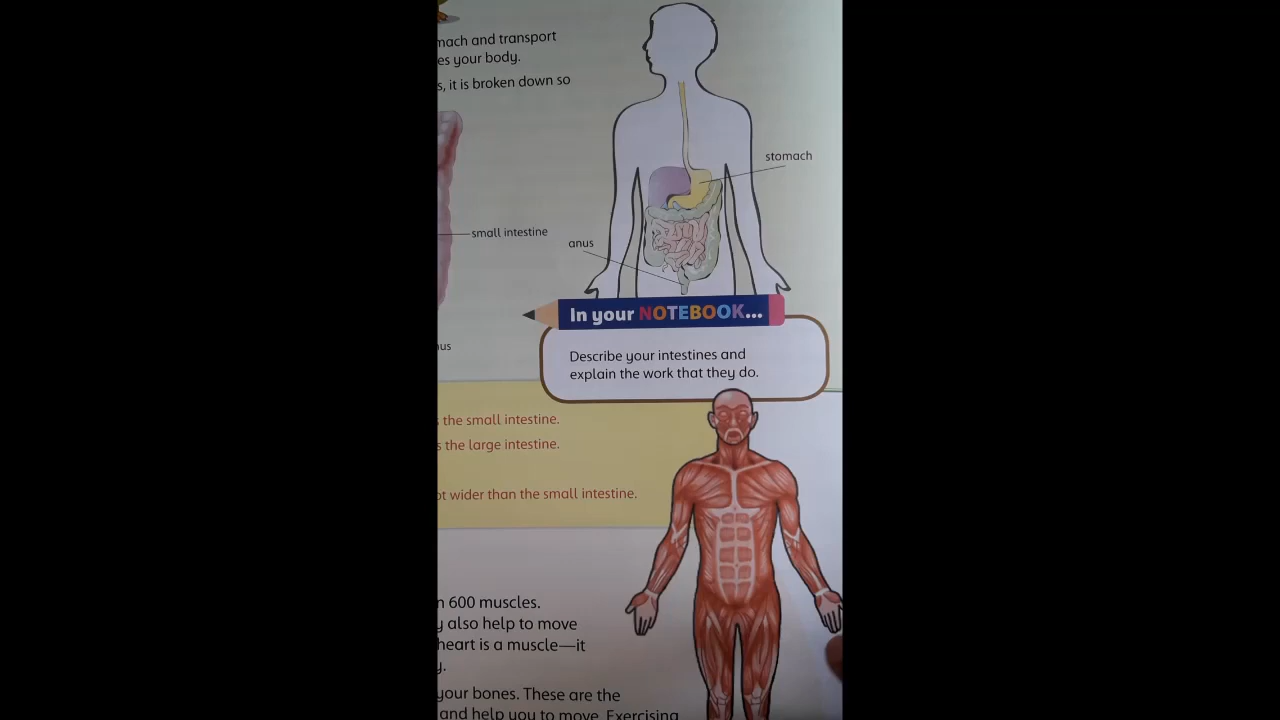 and transport
your body.
it is broken down so
stomach
small intestine
anus
In your NOTEBOOK...
Describe your intestines and
explain the work that they do.
the small intestine.
the large intestine.
wider than the small intestine.
600 muscles.
also help to move
heart is a muscle—it
your bones. These are the
and help you to move. Exercising